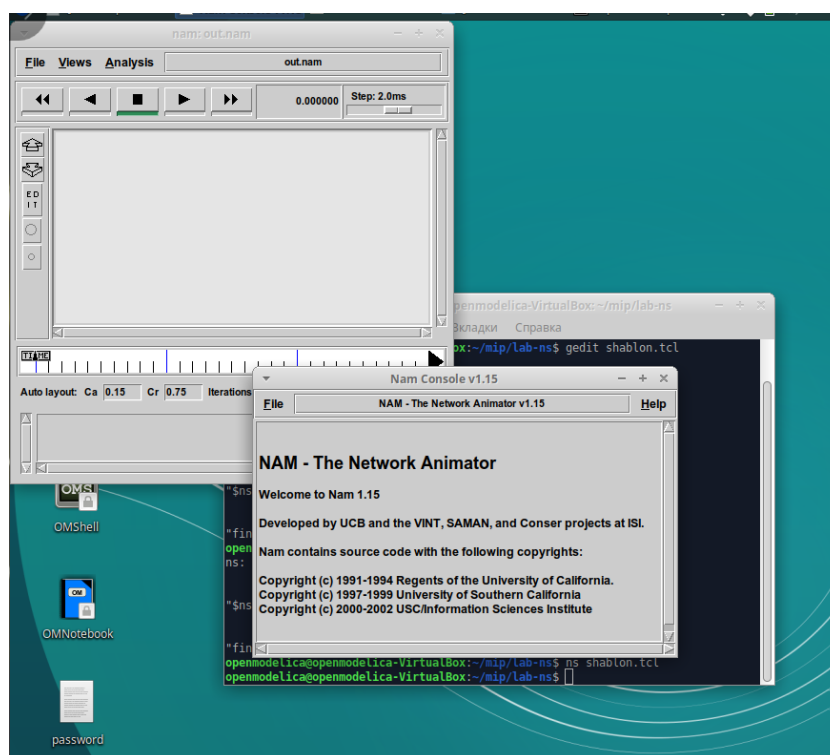 nam: out.nam
File Views Analysis out.nam
0.000000 Step: 2.0ms
ED
IT
TIME
Auto layout: Ca 0.15 Cr 0.75 Iterations
openmodelica-VirtualBox: ~/mip/lab-ns
Вкладки Справка
ox:~/mip/lab-ns$ gedit shablon.tcl
Nam Console v1.15
File NAM - The Network Animator v1.15 Help
NAM - The Network Animator
Welcome to Nam 1.15
Developed by UCB and the VINT, SAMAN, and Conser projects at ISI.
Nam contains source code with the following copyrights:
Copyright (c) 1991-1994 Regents of the University of California.
Copyright (c) 1997-1999 University of Southern California
Copyright (c) 2000-2002 USC/Information Sciences Institute
"$ns
"fin
open
ns:
"$ns
"fin
openmodelica@openmodelica-VirtualBox:~/mip/lab-ns$ ns shablon.tcl
openmodelica@openmodelica-VirtualBox:~/mip/lab-ns$
OMShell
OM
OMNotebook
password